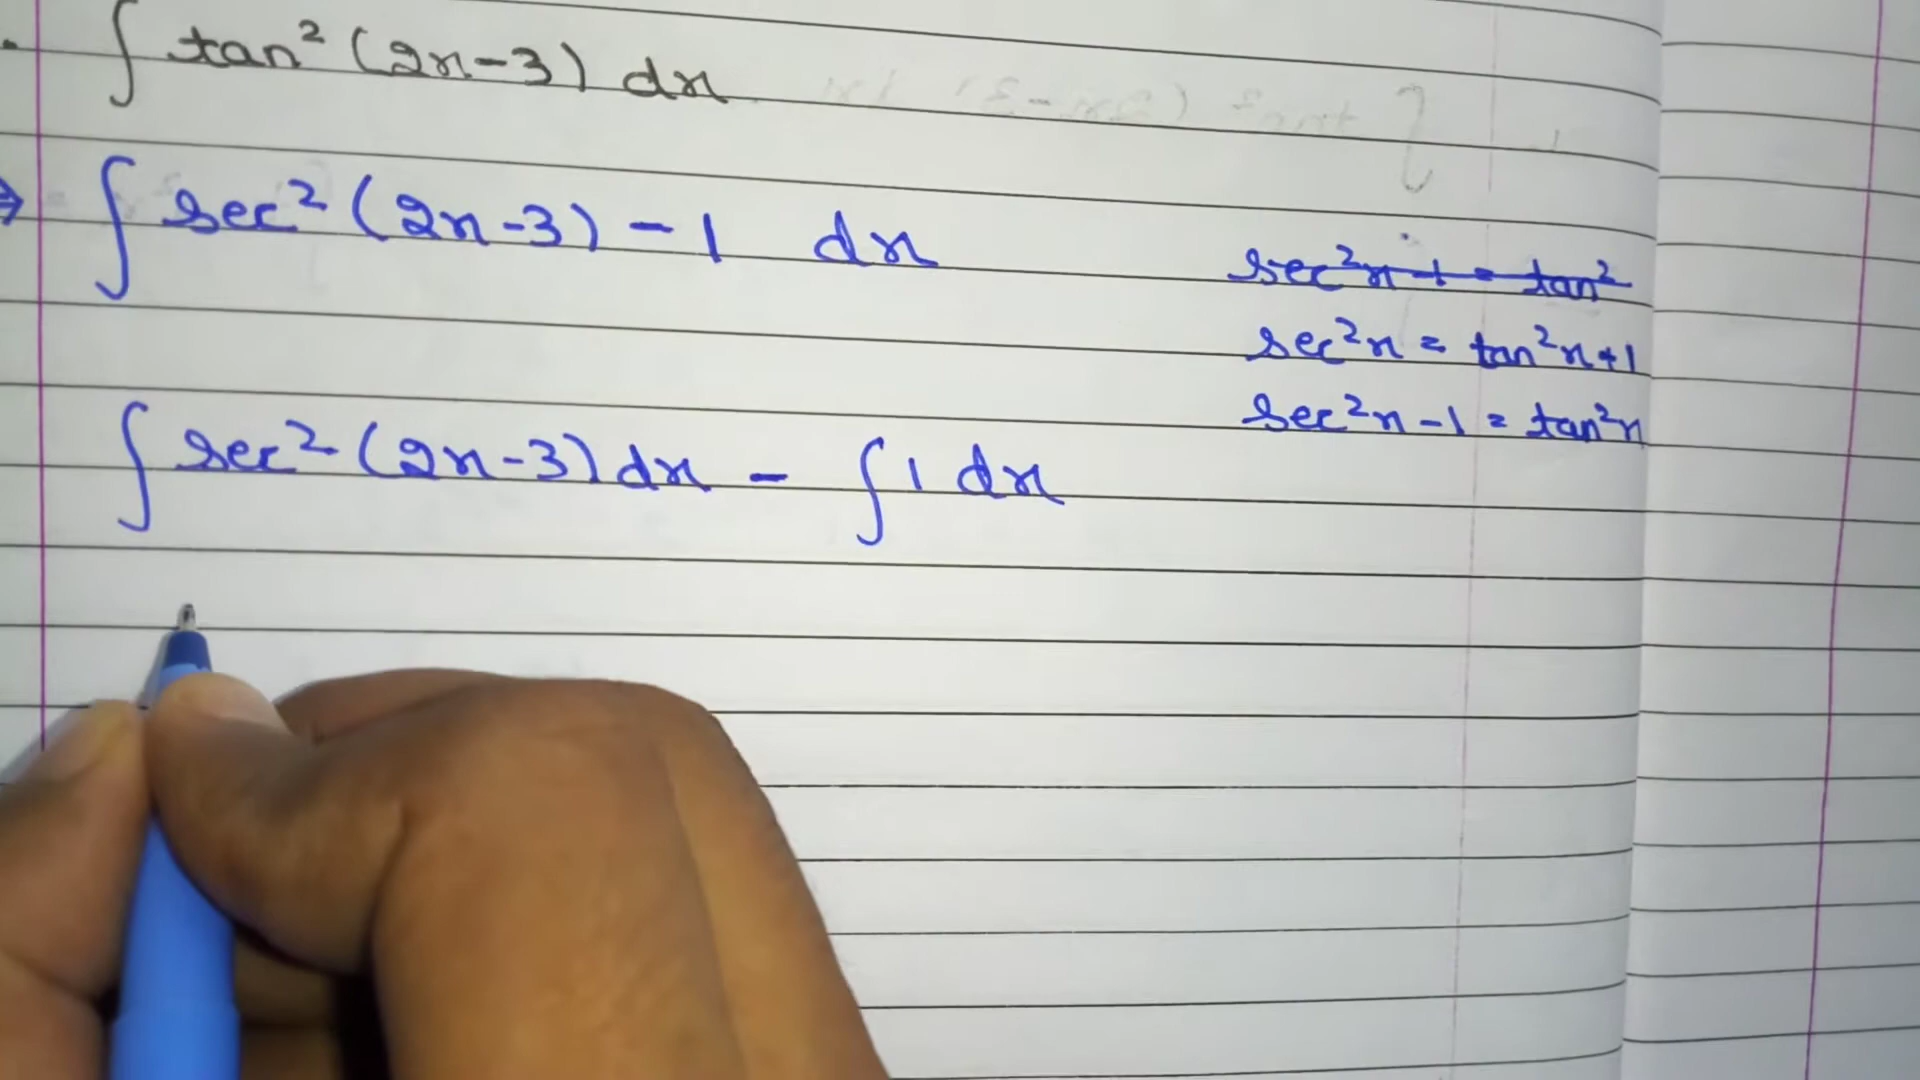 ∫ tan² (2x-3) dx
⇒ ∫ sec² (2x-3) - 1 dx
sec²x - 1 = tan²
sec²x = tan²x+1
sec²x - 1 = tan²x
∫ sec² (2x-3) dx - ∫ 1 dx